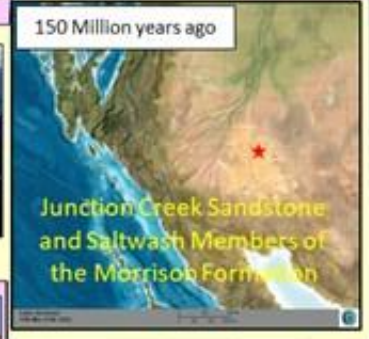 150 Million years ago
Junction Creek Sandstone
and Saltwash Members of
the Morrison Formation